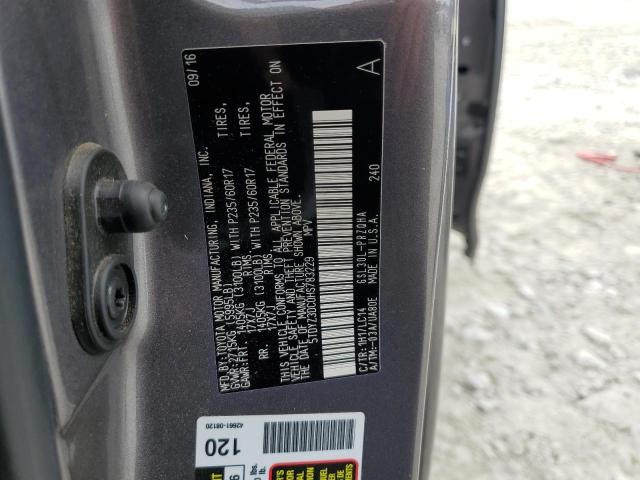 MFD.BY:TOYOTA MOTOR MANUFACTURING, INDIANA, INC. 09/16
GVWR:2715KG (5995LB)
GAWR:FRT. 1405KG (3100LB) WITH P235/60R17 TIRES,
17X7J RIMS,
RR. 1405KG (3100LB) WITH P235/60R17 TIRES,
17X7J RIMS,
THIS VEHICLE CONFORMS TO ALL APPLICABLE FEDERAL MOTOR
VEHICLE SAFETY AND THEFT PREVENTION STANDARDS IN EFFECT ON
THE DATE OF MANUFACTURE SHOWN ABOVE.
5TDYZ3DC0HS783229 MPV
A
C/TR:1H1/LC14 GSL30L-PRZQHA
A/TM:-03A/UA80E MADE IN U.S.A. 240
42661-08120
120